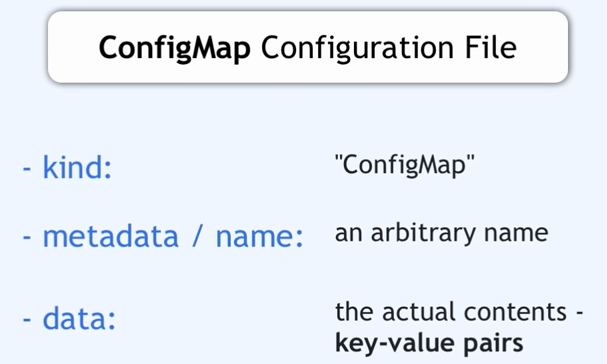 ConfigMap Configuration File
- kind: "ConfigMap"
- metadata / name: an arbitrary name
- data: the actual contents -
key-value pairs